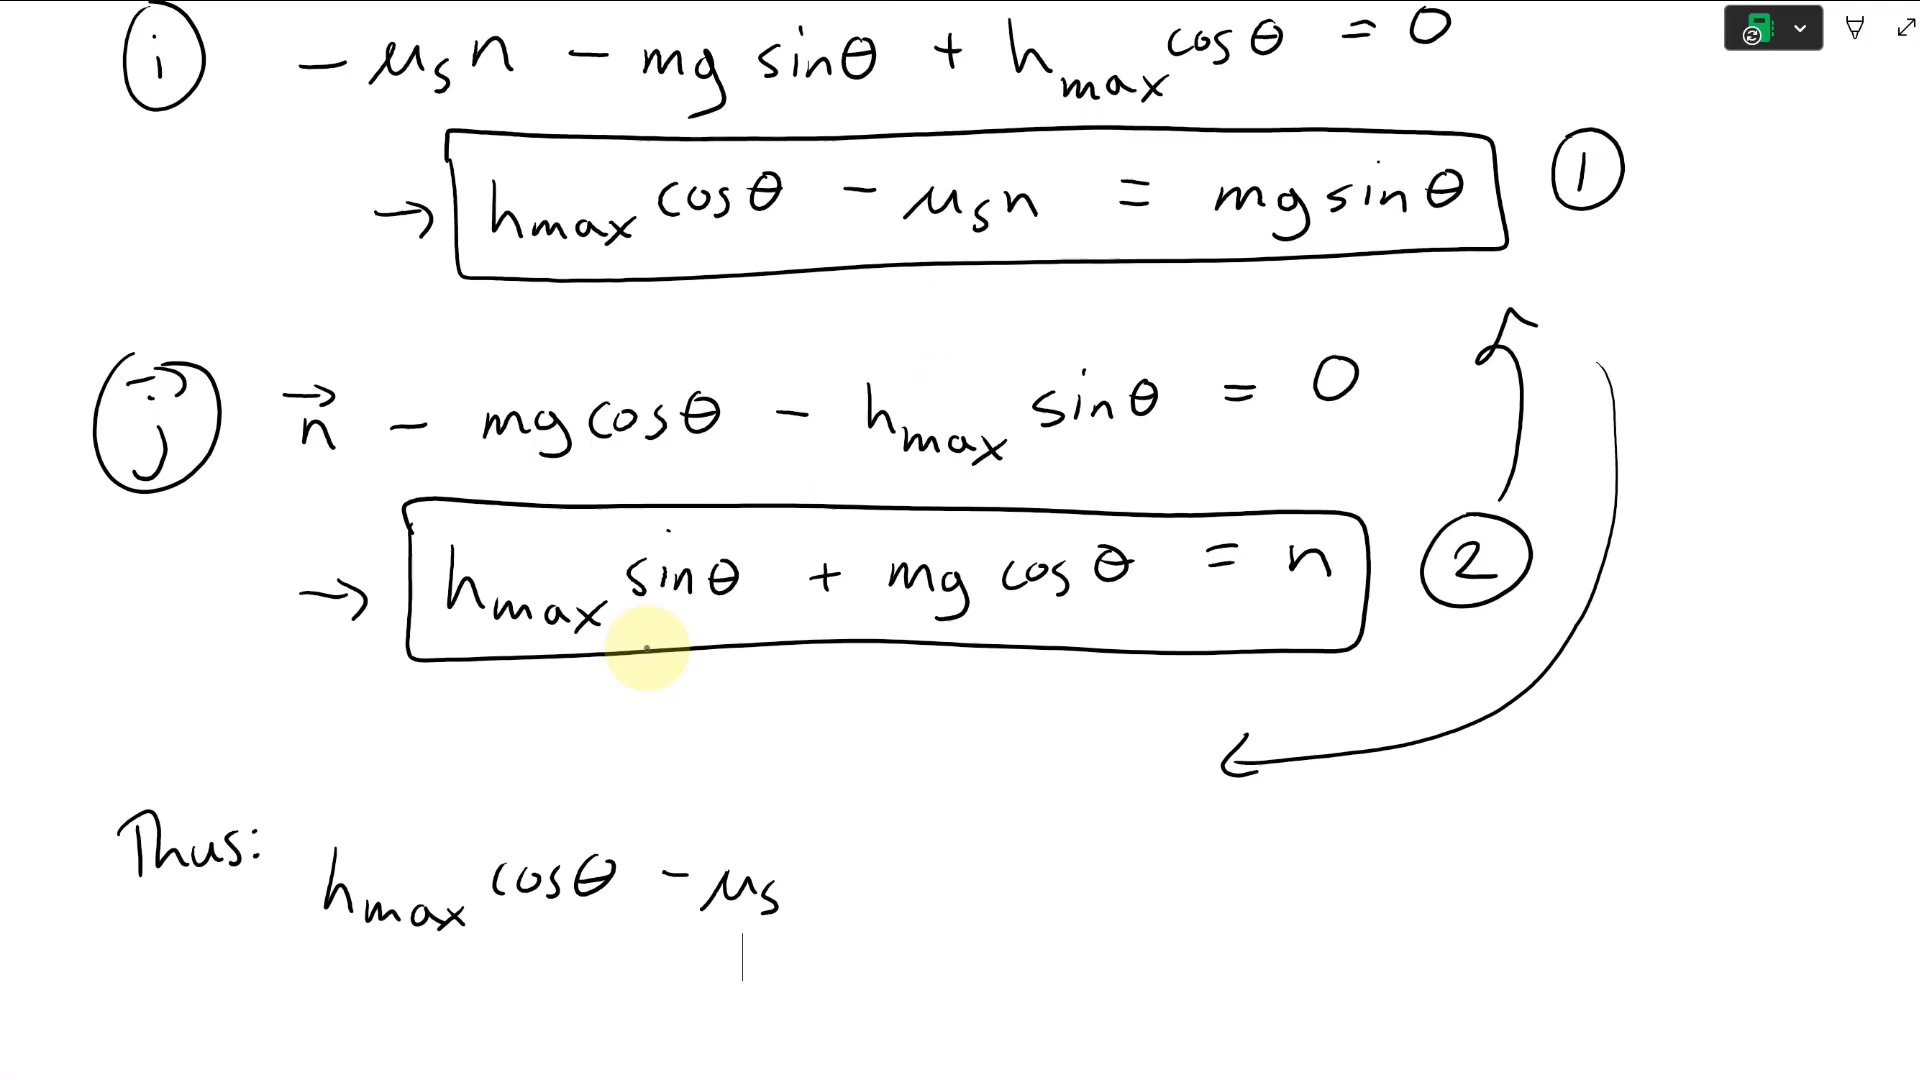 i - μₛn - mg sinθ + hₘₐₓ cosθ = 0
→ hₘₐₓ cosθ - μₛn = mg sinθ 1
j⃗ n⃗ - mg cosθ - hₘₐₓ sinθ = 0
→ hₘₐₓ sinθ + mg cosθ = n 2
Thus: hₘₐₓ cosθ - μₛ